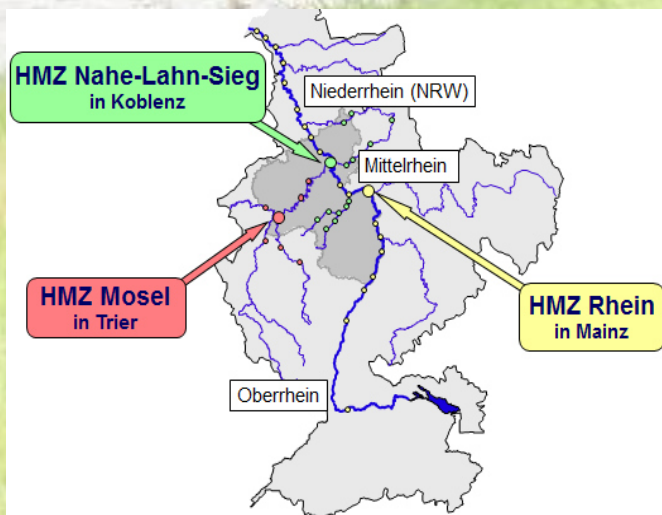 HMZ Nahe-Lahn-Sieg
in Koblenz
Niederrhein (NRW)
Mittelrhein
HMZ Mosel
in Trier
HMZ Rhein
in Mainz
Oberrhein